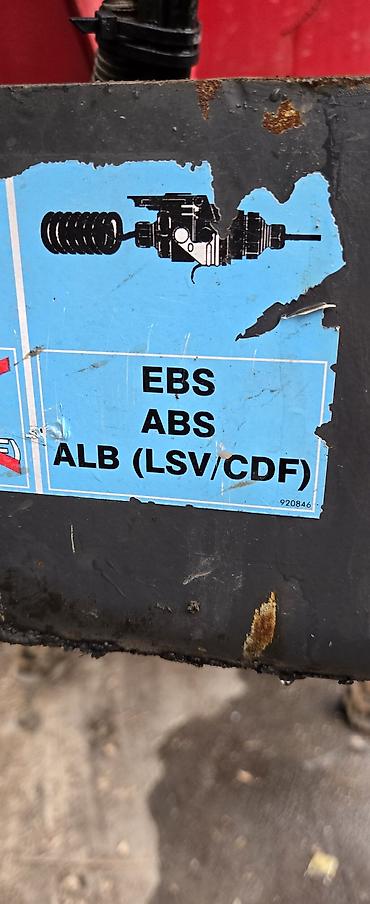 EBS
ABS
ALB (LSV/CDF)
920846